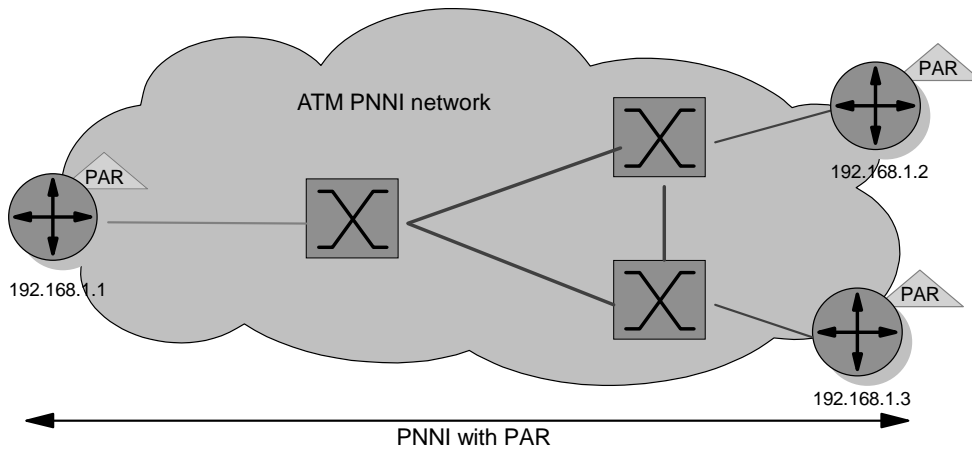 PAR
ATM PNNI network
PAR
192.168.1.2
192.168.1.1
PAR
192.168.1.3
PNNI with PAR